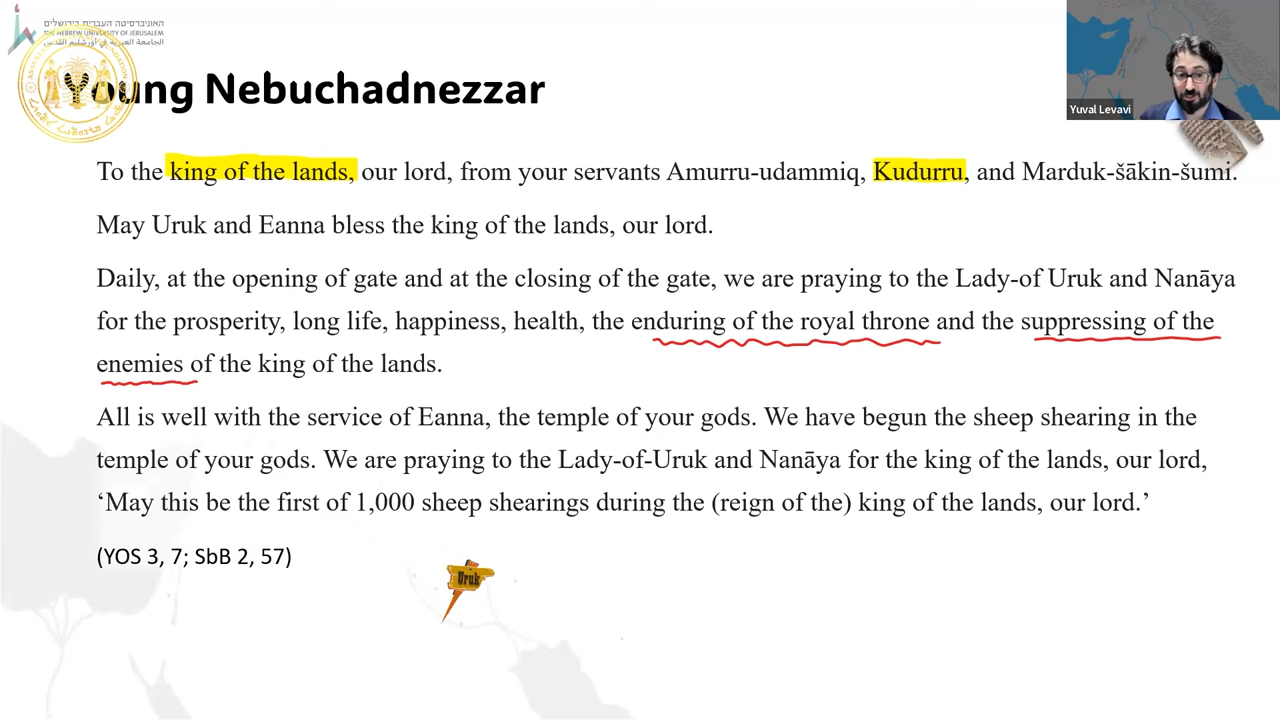 האוניברסיטה העברית בירושלים
THE HEBREW UNIVERSITY OF JERUSALEM
الجامعة العبرية في اورشليم القدس
Young Nebuchadnezzar
Yuval Levavi
To the king of the lands, our lord, from your servants Amurru-udammiq, Kudurru, and Marduk-šākin-šumi.
May Uruk and Eanna bless the king of the lands, our lord.
Daily, at the opening of gate and at the closing of the gate, we are praying to the Lady-of Uruk and Nanāya
for the prosperity, long life, happiness, health, the enduring of the royal throne and the suppressing of the
enemies of the king of the lands.
All is well with the service of Eanna, the temple of your gods. We have begun the sheep shearing in the
temple of your gods. We are praying to the Lady-of-Uruk and Nanāya for the king of the lands, our lord,
‘May this be the first of 1,000 sheep shearings during the (reign of the) king of the lands, our lord.’
(YOS 3, 7; SbB 2, 57)
Uruk